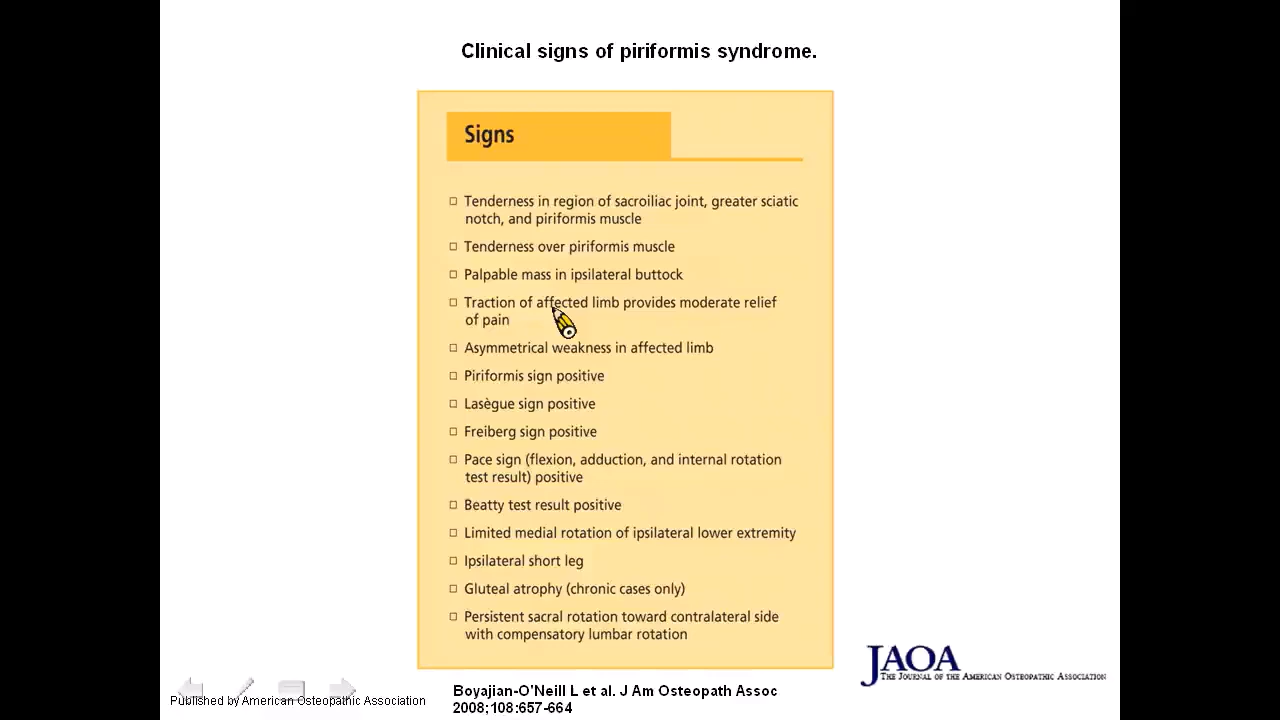 Clinical signs of piriformis syndrome.
Signs
□ Tenderness in region of sacroiliac joint, greater sciatic
notch, and piriformis muscle
□ Tenderness over piriformis muscle
□ Palpable mass in ipsilateral buttock
□ Traction of affected limb provides moderate relief
of pain
□ Asymmetrical weakness in affected limb
□ Piriformis sign positive
□ Lasègue sign positive
□ Freiberg sign positive
□ Pace sign (flexion, adduction, and internal rotation
test result) positive
□ Beatty test result positive
□ Limited medial rotation of ipsilateral lower extremity
□ Ipsilateral short leg
□ Gluteal atrophy (chronic cases only)
□ Persistent sacral rotation toward contralateral side
with compensatory lumbar rotation
JAOA
THE JOURNAL OF THE AMERICAN OSTEOPATHIC ASSOCIATION
Published by American Osteopathic Association
Boyajian-O'Neill L et al. J Am Osteopath Assoc
2008;108:657-664